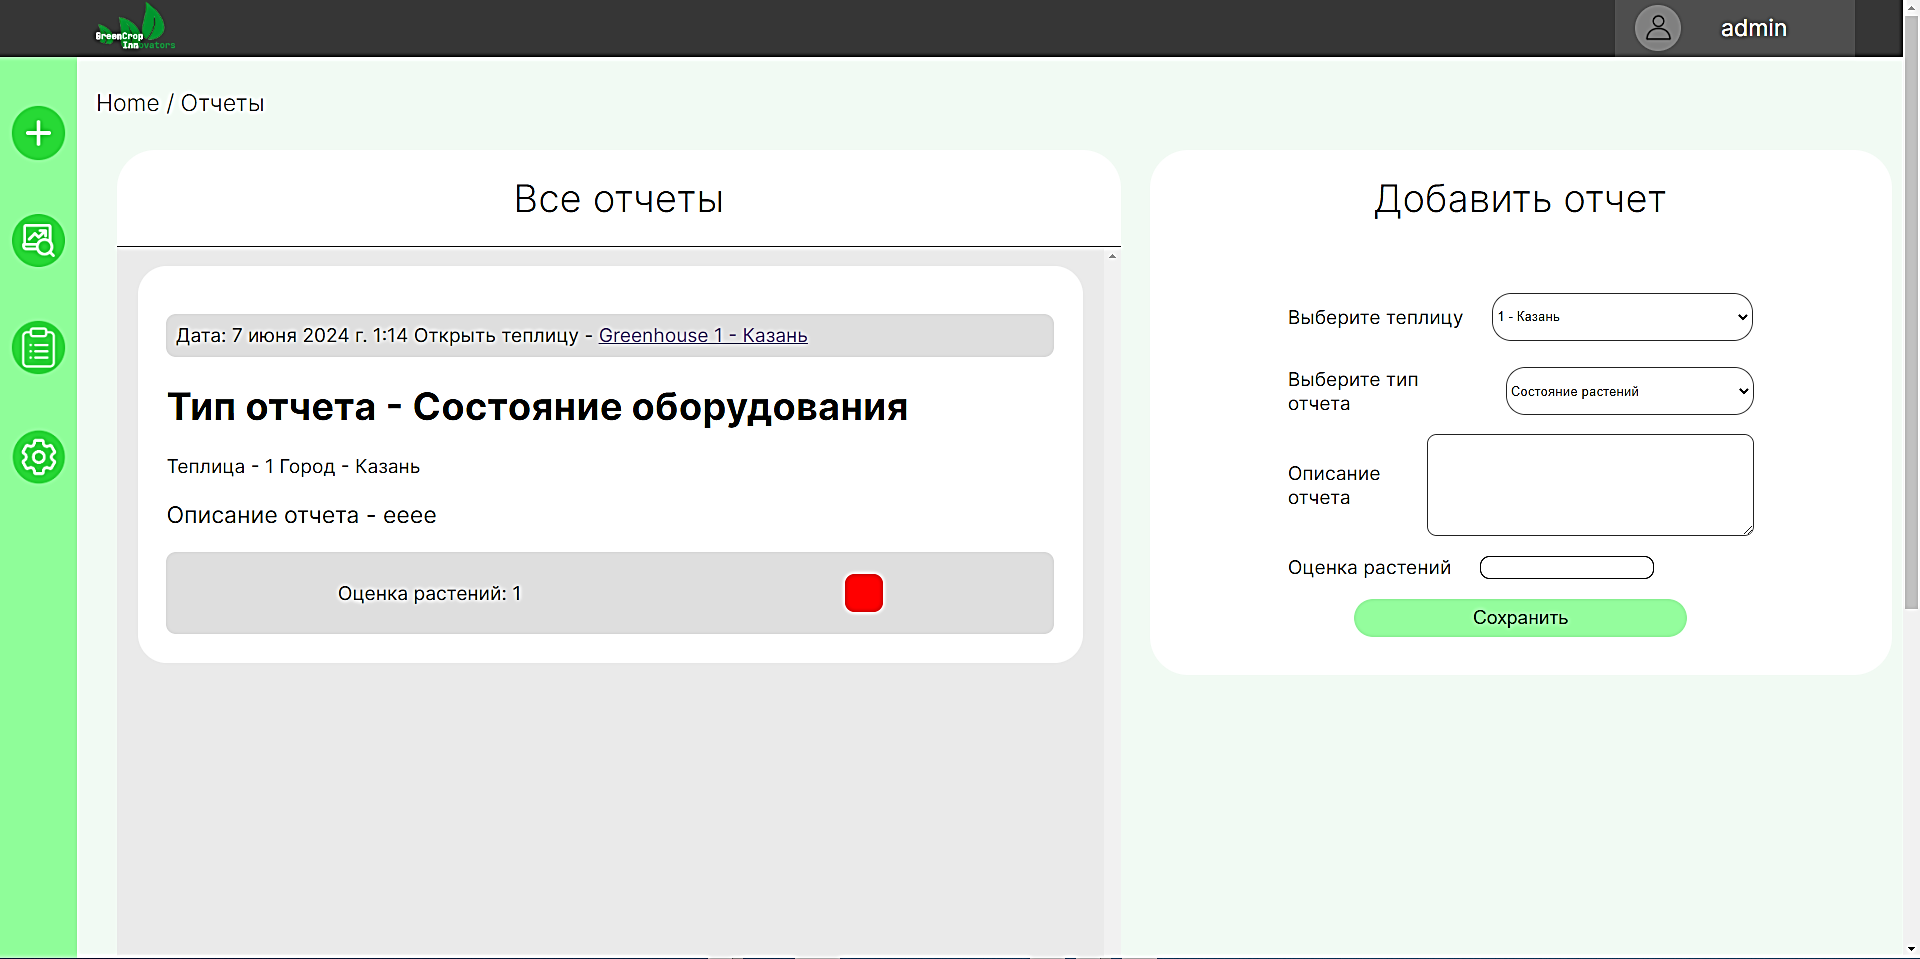 GreenCrop
Innovators
admin
Home / Отчеты
Все отчеты
Дата: 7 июня 2024 г. 1:14 Открыть теплицу - Greenhouse 1 - Казань
Тип отчета - Состояние оборудования
Теплица - 1 Город - Казань
Описание отчета - ееее
Оценка растений: 1
Добавить отчет
Выберите теплицу
1 - Казань
Выберите тип
отчета
Состояние растений
Описание
отчета
Оценка растений
Сохранить